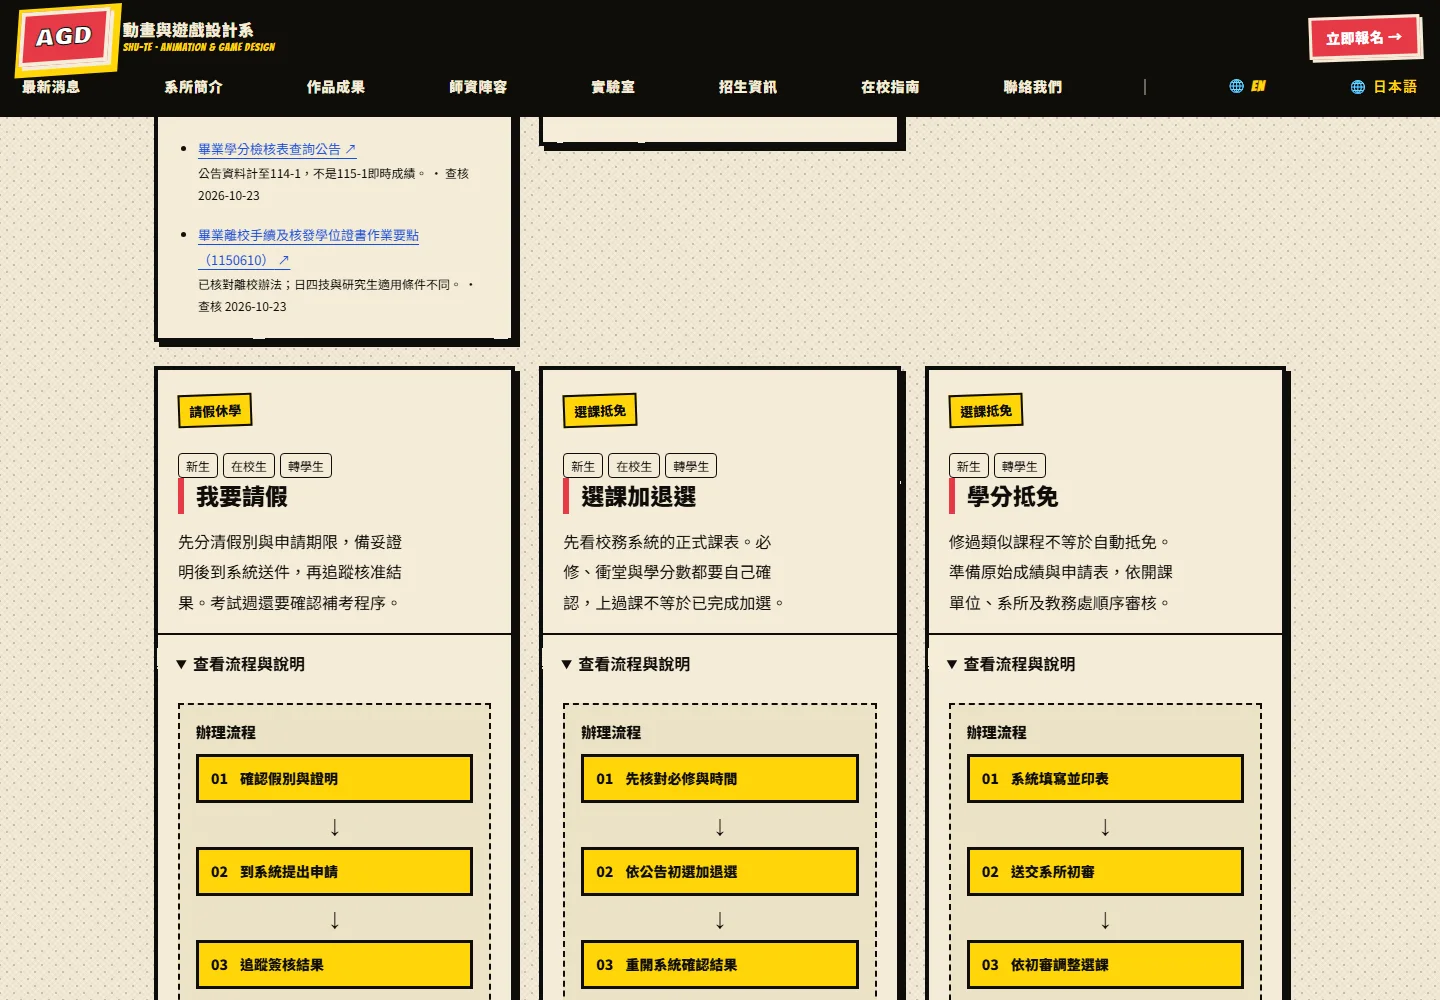 AGD
動畫與遊戲設計系
SHU-TE · ANIMATION & GAME DESIGN
立即報名 →
最新消息
系所簡介
作品成果
師資陣容
實驗室
招生資訊
在校指南
聯絡我們
|
EN
日本語
畢業學分檢核表查詢公告 ↗
公告資料計至114-1，不是115-1即時成績。 · 查核
2026-10-23
畢業離校手續及核發學位證書作業要點
（1150610） ↗
已核對離校辦法；日四技與研究生適用條件不同。 ·
查核 2026-10-23
請假休學
新生
在校生
轉學生
我要請假
先分清假別與申請期限，備妥證
明後到系統送件，再追蹤核准結
果。考試週還要確認補考程序。
▼ 查看流程與說明
辦理流程
01 確認假別與證明
↓
02 到系統提出申請
↓
03 追蹤簽核結果
選課抵免
新生
在校生
轉學生
選課加退選
先看校務系統的正式課表。必
修、衝堂與學分數都要自己確
認，上過課不等於已完成加選。
▼ 查看流程與說明
辦理流程
01 先核對必修與時間
↓
02 依公告初選加退選
↓
03 重開系統確認結果
選課抵免
新生
轉學生
學分抵免
修過類似課程不等於自動抵免。
準備原始成績與申請表，依開課
單位、系所及教務處順序審核。
▼ 查看流程與說明
辦理流程
01 系統填寫並印表
↓
02 送交系所初審
↓
03 依初審調整選課